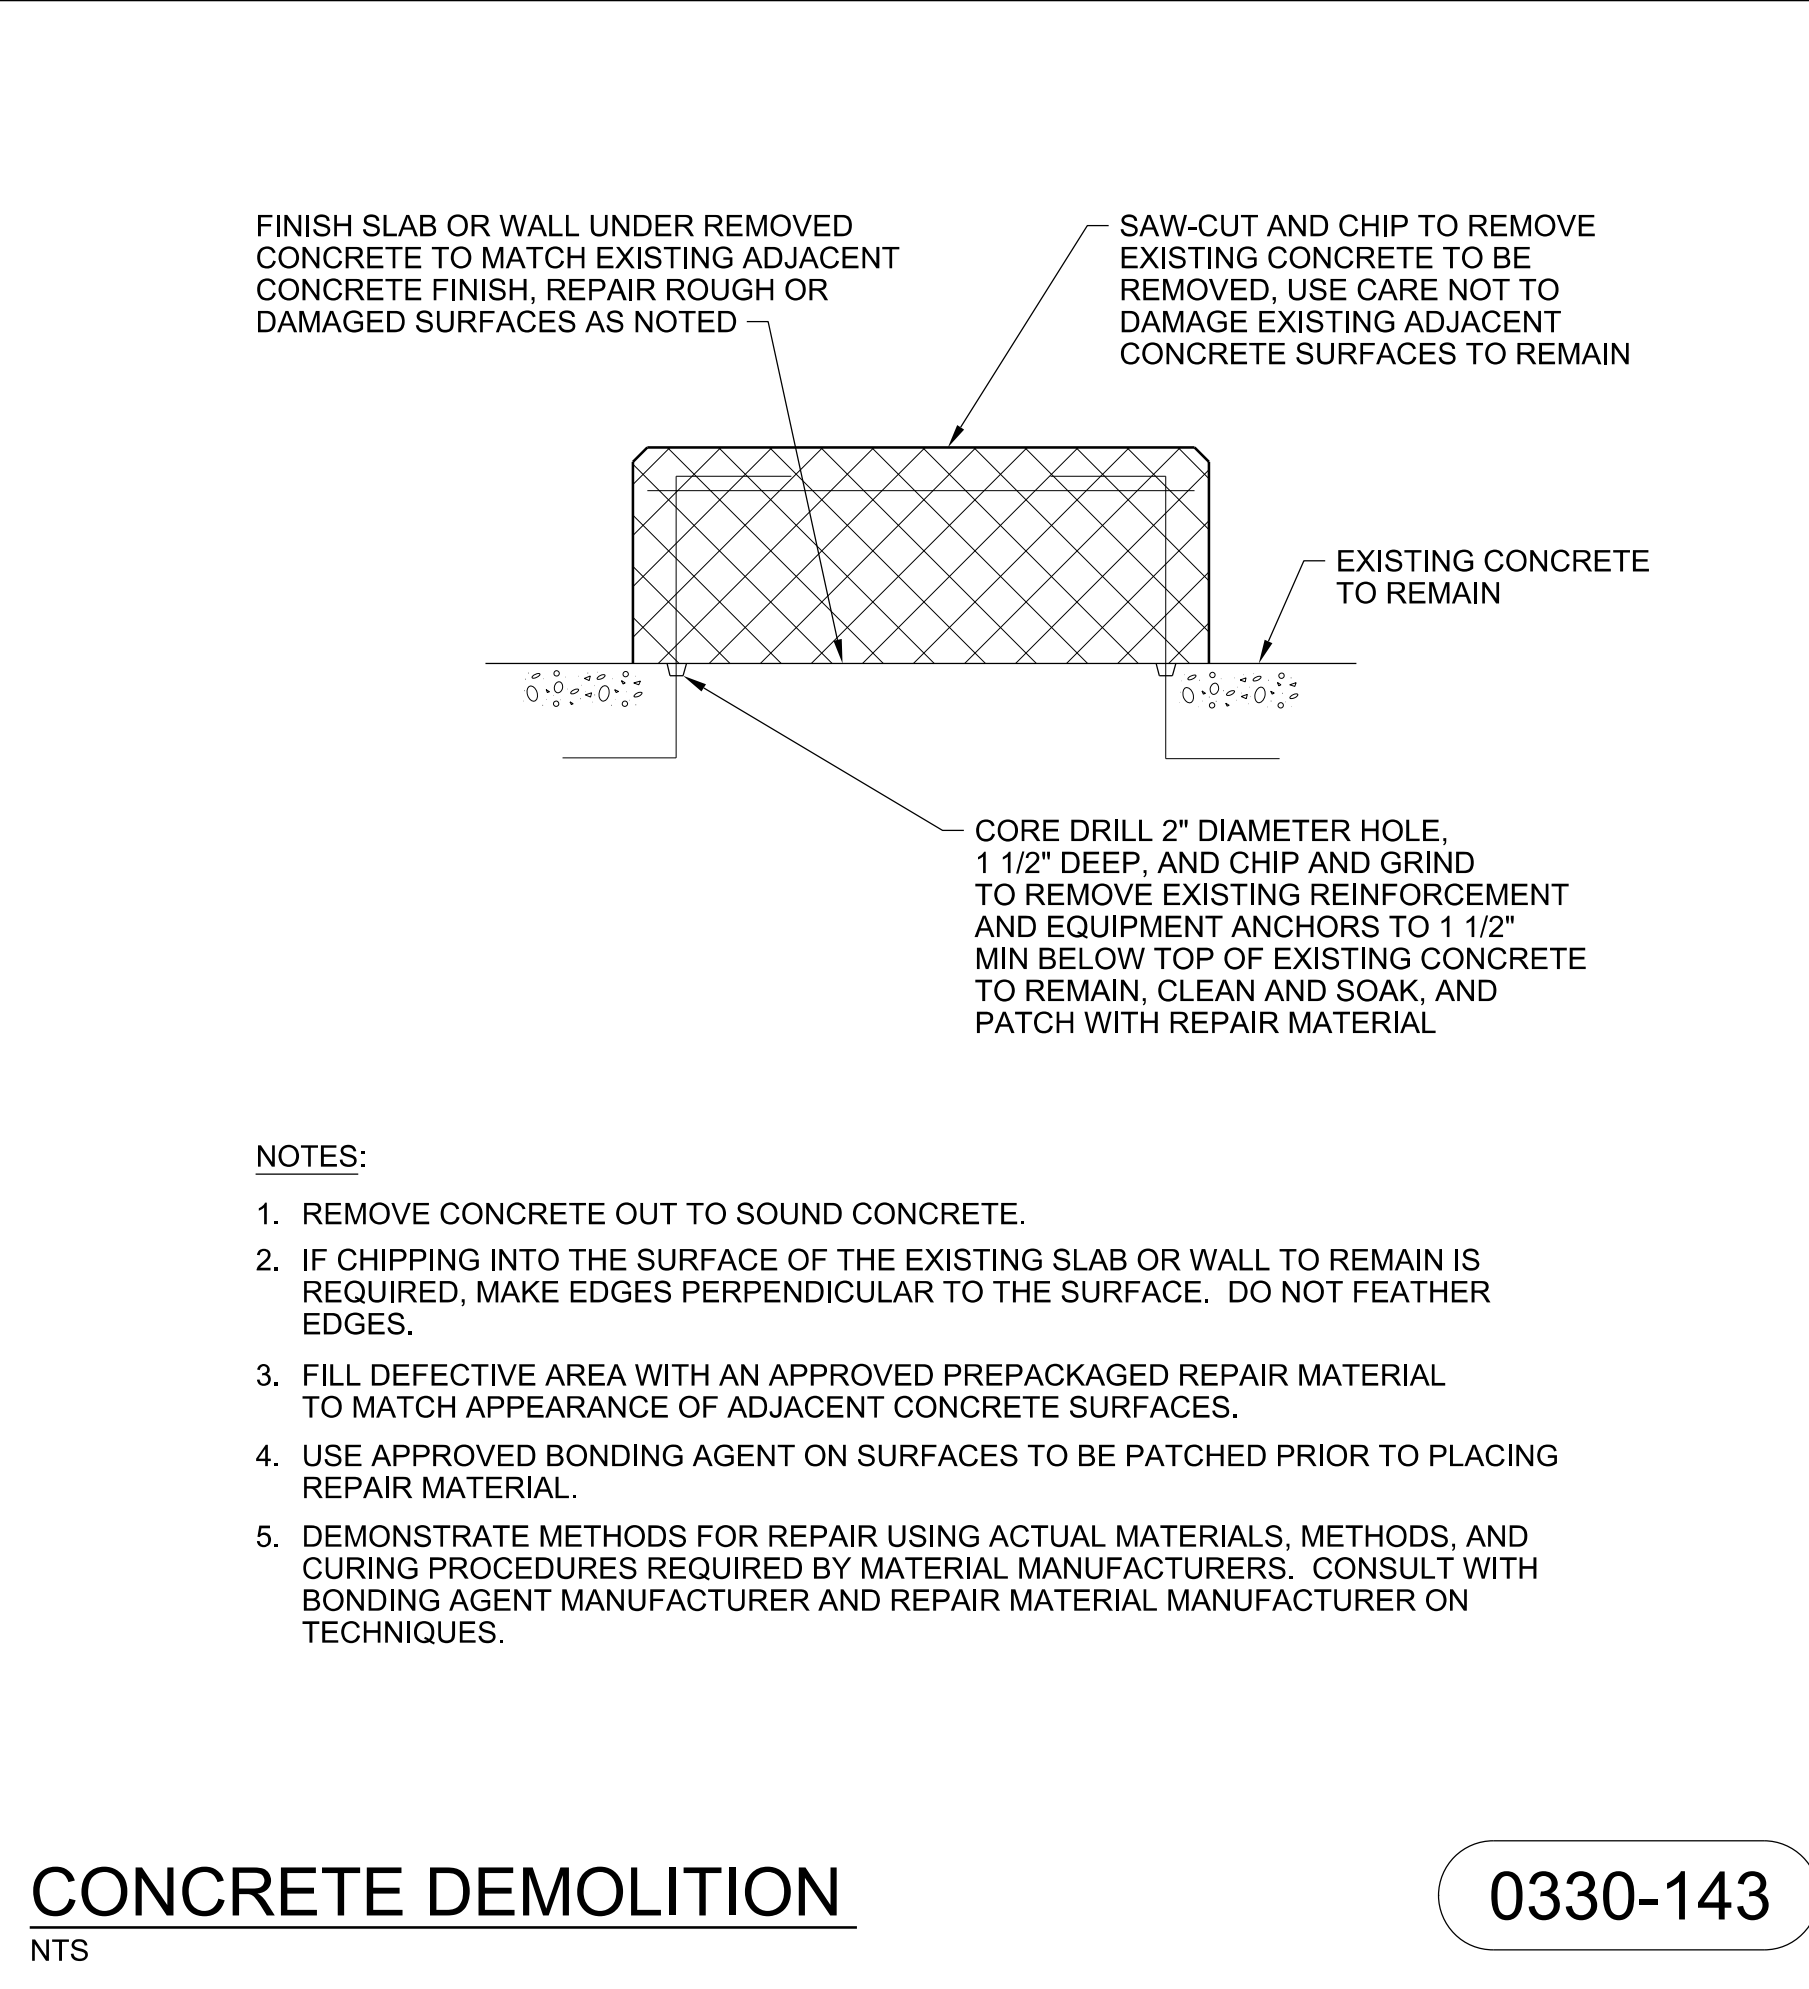 FINISH SLAB OR WALL UNDER REMOVED
CONCRETE TO MATCH EXISTING ADJACENT
CONCRETE FINISH, REPAIR ROUGH OR
DAMAGED SURFACES AS NOTED
SAW-CUT AND CHIP TO REMOVE
EXISTING CONCRETE TO BE
REMOVED, USE CARE NOT TO
DAMAGE EXISTING ADJACENT
CONCRETE SURFACES TO REMAIN
EXISTING CONCRETE
TO REMAIN
CORE DRILL 2" DIAMETER HOLE,
1 1/2" DEEP, AND CHIP AND GRIND
TO REMOVE EXISTING REINFORCEMENT
AND EQUIPMENT ANCHORS TO 1 1/2"
MIN BELOW TOP OF EXISTING CONCRETE
TO REMAIN, CLEAN AND SOAK, AND
PATCH WITH REPAIR MATERIAL
NOTES:
1. REMOVE CONCRETE OUT TO SOUND CONCRETE.
2. IF CHIPPING INTO THE SURFACE OF THE EXISTING SLAB OR WALL TO REMAIN IS
REQUIRED, MAKE EDGES PERPENDICULAR TO THE SURFACE. DO NOT FEATHER
EDGES.
3. FILL DEFECTIVE AREA WITH AN APPROVED PREPACKAGED REPAIR MATERIAL
TO MATCH APPEARANCE OF ADJACENT CONCRETE SURFACES.
4. USE APPROVED BONDING AGENT ON SURFACES TO BE PATCHED PRIOR TO PLACING
REPAIR MATERIAL.
5. DEMONSTRATE METHODS FOR REPAIR USING ACTUAL MATERIALS, METHODS, AND
CURING PROCEDURES REQUIRED BY MATERIAL MANUFACTURERS. CONSULT WITH
BONDING AGENT MANUFACTURER AND REPAIR MATERIAL MANUFACTURER ON
TECHNIQUES.
CONCRETE DEMOLITION
NTS
0330-143